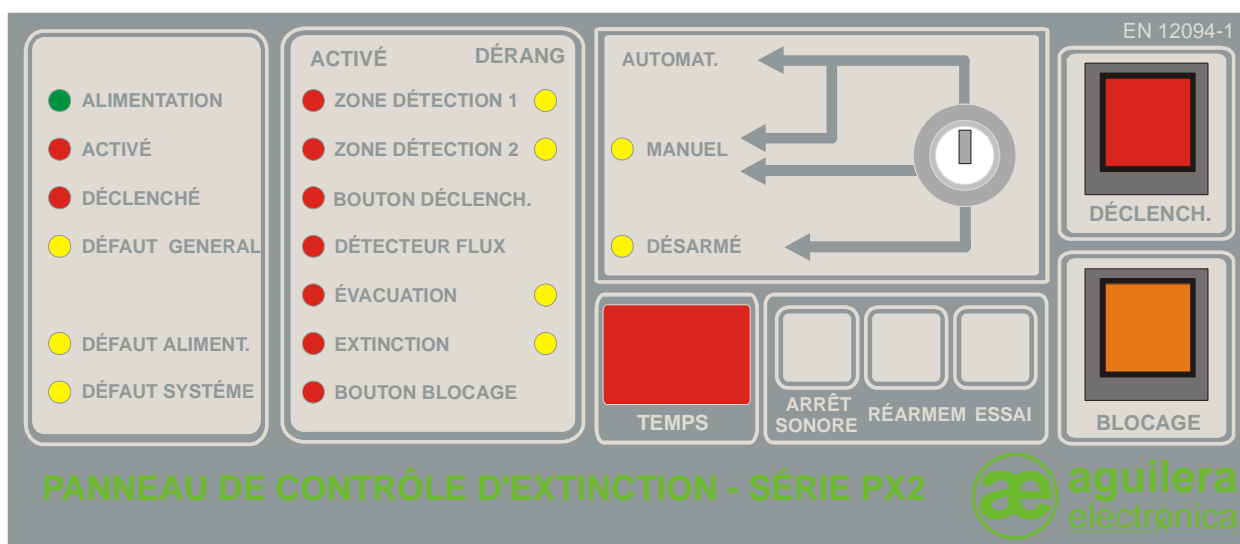 EN 12094-1
ALIMENTATION
ACTIVÉ
DÉCLENCHÉ
DÉFAUT GENERAL
DÉFAUT ALIMENT.
DÉFAUT SYSTÉME
ACTIVÉ DÉRANG
ZONE DÉTECTION 1
ZONE DÉTECTION 2
BOUTON DÉCLENCH.
DÉTECTEUR FLUX
ÉVACUATION
EXTINCTION
BOUTON BLOCAGE
AUTOMAT.
MANUEL
DÉSARMÉ
TEMPS
ARRÊT
SONORE
RÉARMEM
ESSAI
DÉCLENCH.
BLOCAGE
PANNEAU DE CONTRÔLE D'EXTINCTION - SÉRIE PX2
æ
aguilera
electronica